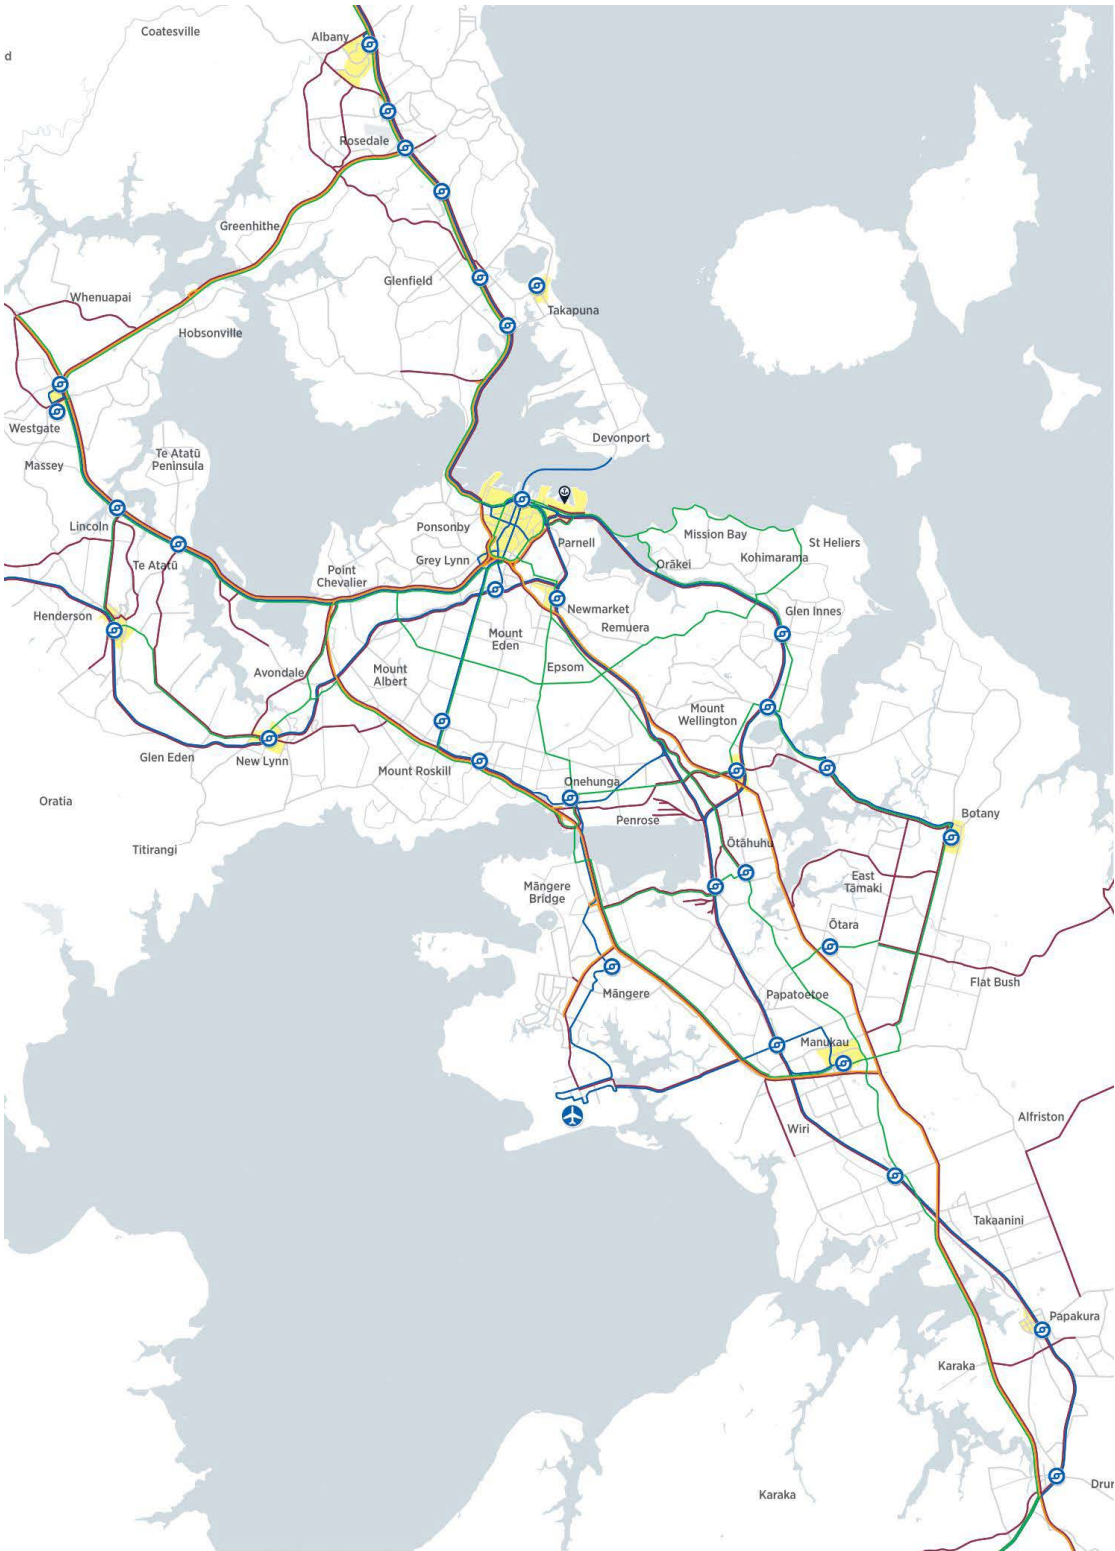 Coatesville
Albany
d
Rosedale
Greenhithe
Glenfield
Whenuapai
Takapuna
Hobsonville
Westgate
Devonport
Te Atatū
Peninsula
Massey
Lincoln
Ponsonby
Parnell
Mission Bay
St Heliers
Kohimarama
Orākei
Grey Lynn
Te Atatū
Point
Chevalier
Henderson
Newmarket
Remuera
Glen Innes
Mount
Eden
Epsom
Avondale
Mount
Albert
Mount
Wellington
Glen Eden
New Lynn
Mount Roskill
Onehunga
Oratia
Penrose
Botany
Titirangi
Ōtāhuhu
East
Tāmaki
Māngere
Bridge
Ōtara
Flat Bush
Māngere
Papatoetoe
Manukau
Alfriston
Wiri
Takaanini
Papakura
Karaka
Drur
Karaka